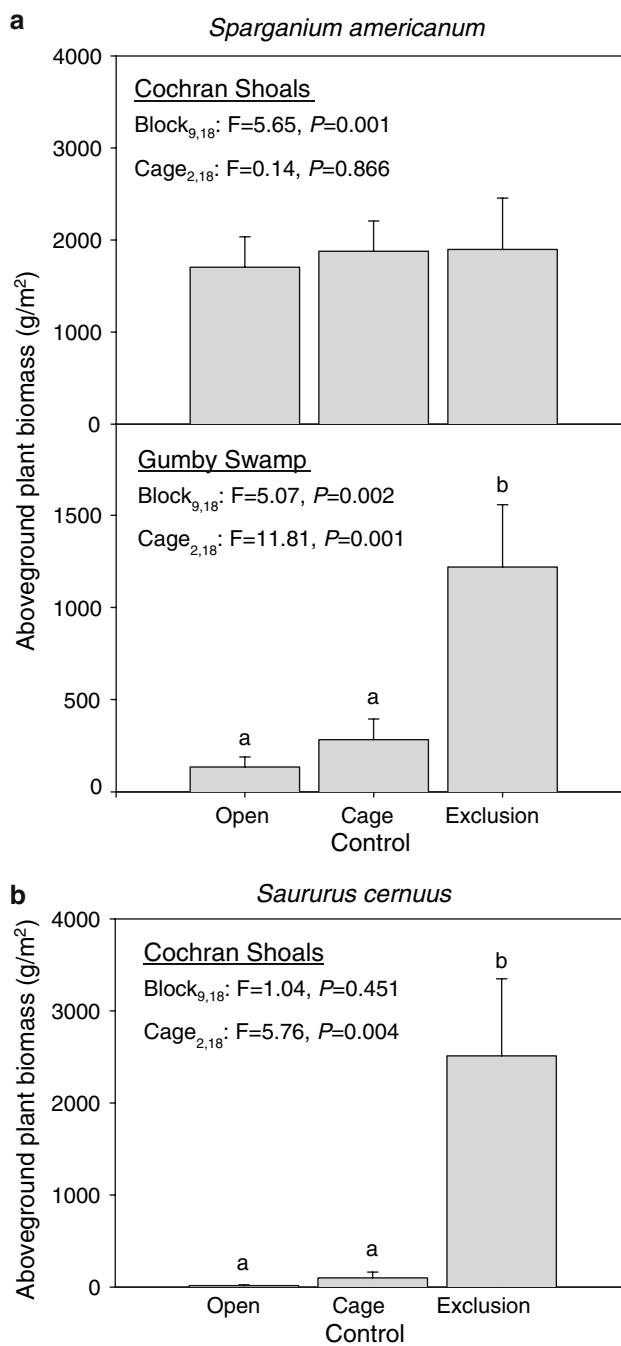 a
Sparganium americanum
4000
Cochran Shoals
Block9,18: F=5.65, P=0.001
3000
Cage2,18: F=0.14, P=0.866
2000
1000
0
Aboveground plant biomass (g/m²)
Gumby Swamp
Block9,18: F=5.07, P=0.002
b
1500
Cage2,18: F=11.81, P=0.001
1000
500
a
a
0
Open Cage Exclusion
Control
b
Saururus cernuus
4000
Cochran Shoals
b
Block9,18: F=1.04, P=0.451
3000
Cage2,18: F=5.76, P=0.004
2000
1000
Aboveground plant biomass (g/m²)
a a
0
Open Cage Exclusion
Control